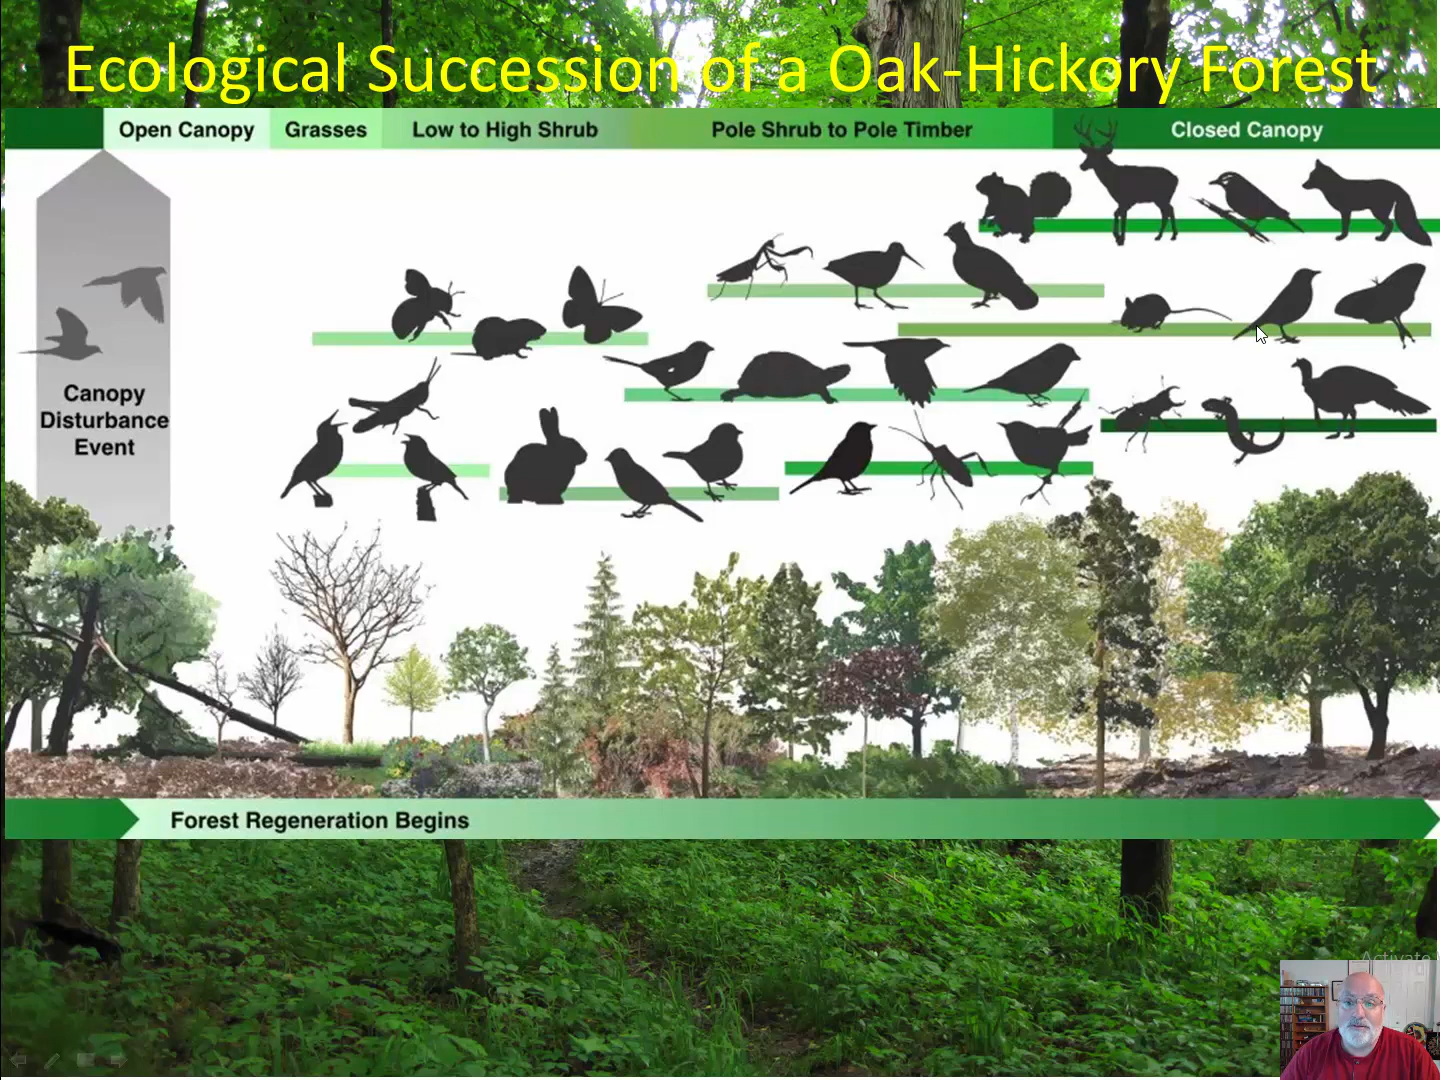 Ecological Succession of a Oak-Hickory Forest
Open Canopy
Grasses
Low to High Shrub
Pole Shrub to Pole Timber
Closed Canopy
Canopy
Disturbance
Event
Forest Regeneration Begins
Activate